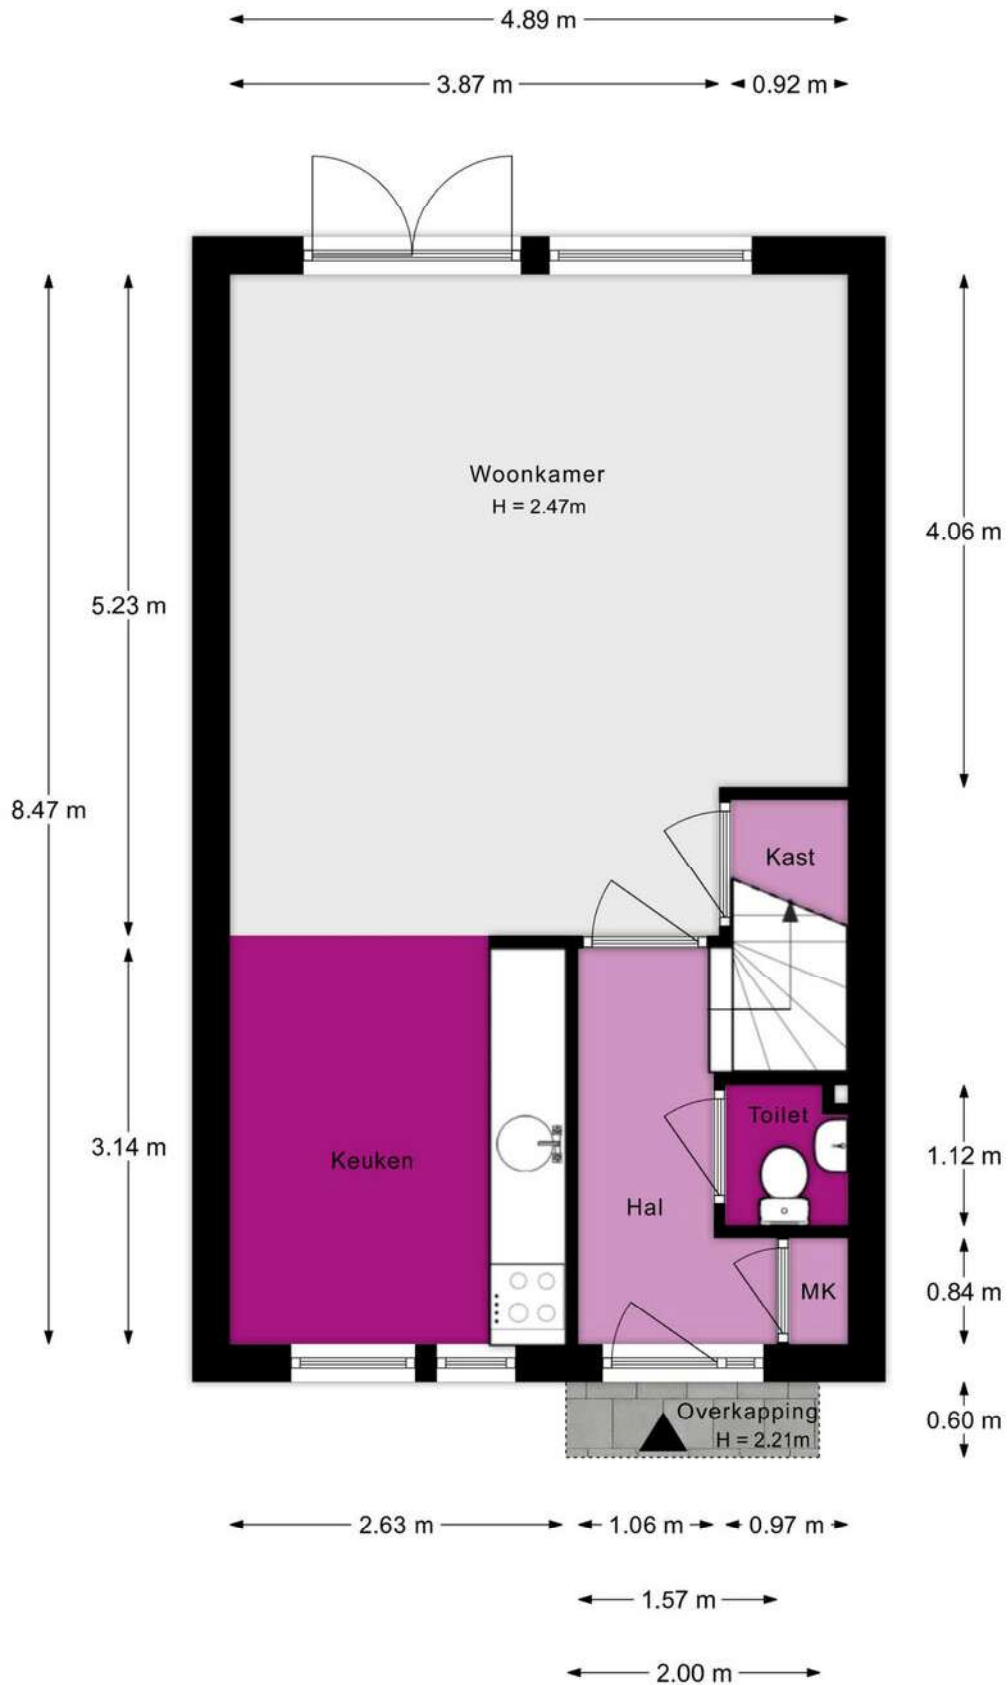 4.89 m
3.87 m
0.92 m
Woonkamer
H = 2.47m
4.06 m
5.23 m
8.47 m
Kast
3.14 m
Keuken
Toilet
1.12 m
Hal
MK
0.84 m
Overkapping
H = 2.21m
0.60 m
2.63 m
1.06 m
0.97 m
1.57 m
2.00 m